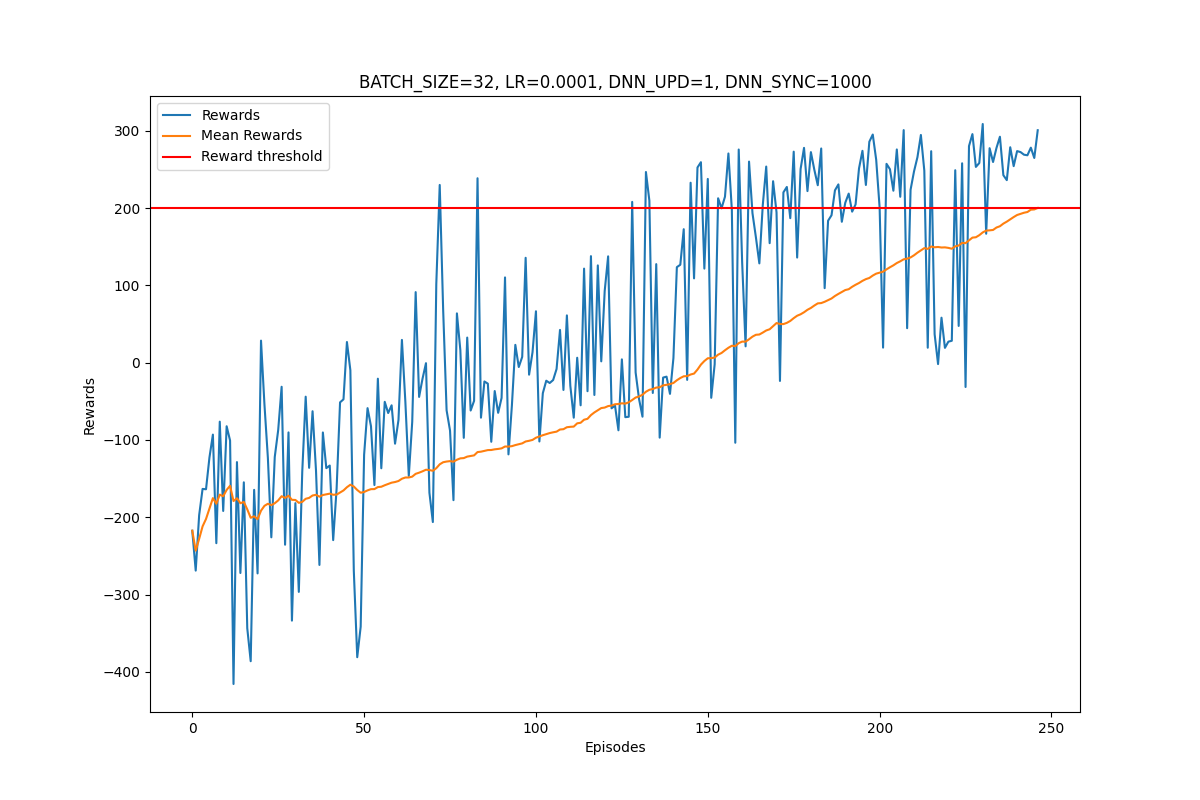 BATCH_SIZE=32, LR=0.0001, DNN_UPD=1, DNN_SYNC=1000
Rewards
Mean Rewards
Reward threshold
300
200
100
0
−100
−200
−300
−400
Rewards
0 50 100 150 200 250
Episodes